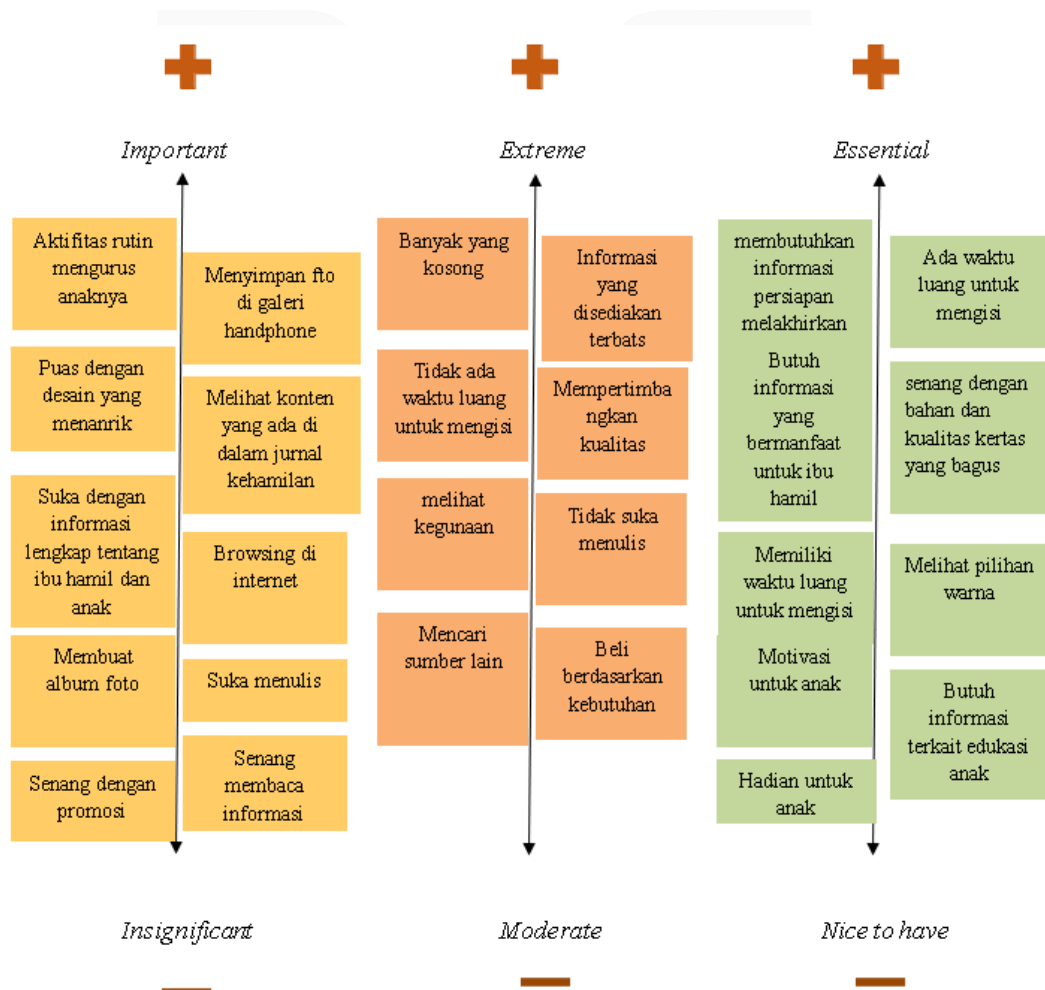 Important
Extreme
Essential
Aktifitas rutin
mengurus
anaknya
Menyimpan fto
di galeri
handphone
Puas dengan
desain yang
menanrik
Melihat konten
yang ada di
dalam jurnal
kehamilan
Suka dengan
informasi
lengkap tentang
ibu hamil dan
anak
Browsing di
internet
Membuat
album foto
Suka menulis
Senang dengan
promosi
Senang
membaca
informasi
Banyak yang
kosong
Informasi
yang
disediakan
terbats
Tidak ada
waktu luang
untuk mengisi
Mempertimba
ngkan
kualitas
melihat
kegunaan
Tidak suka
menulis
Mencari
sumber lain
Beli
berdasarkan
kebutuhan
membutuhkan
informasi
persiapan
melakhirkan
Ada waktu
luang untuk
mengisi
Butuh
informasi
yang
bermanfaat
untuk ibu
hamil
senang dengan
bahan dan
kualitas kertas
yang bagus
Memiliki
waktu luang
untuk mengisi
Melihat pilihan
warna
Motivasi
untuk anak
Butuh
informasi
terkait edukasi
anak
Hadian untuk
anak
Insignificant
Moderate
Nice to have